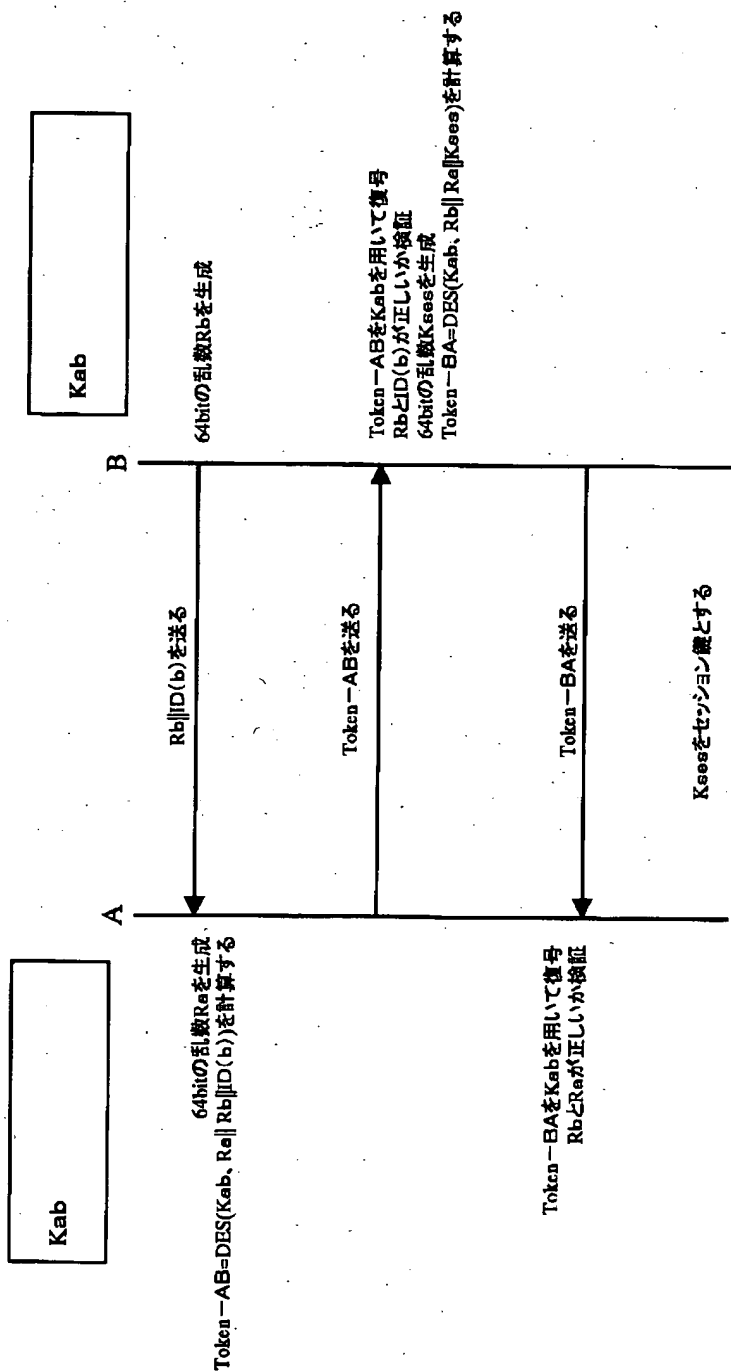 Kab
Kab
A
B
64bitの乱数Rbを生成
Rb||ID(b)を送る
64bitの乱数Raを生成
Token-AB=DES(Kab、Ra|| Rb||ID(b))を計算する
Token-ABを送る
Token-ABをKabを用いて復号
RbとID(b)が正しいか検証
64bitの乱数Ksesを生成
Token-BA=DES(Kab、Rb|| Ra||Kses)を計算する
Token-BAを送る
Token-BAをKabを用いて復号
RbとRaが正しいか検証
Ksesをセッション鍵とする